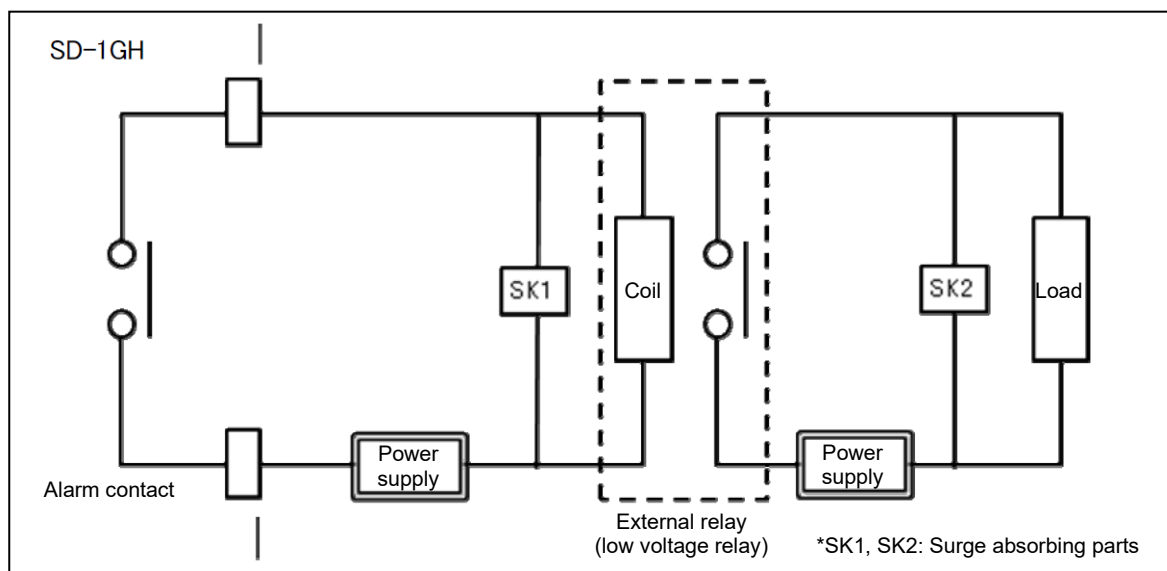 SD-1GH
SK1
Coil
SK2
Load
Power
supply
Power
supply
Alarm contact
External relay
(low voltage relay)
*SK1, SK2: Surge absorbing parts